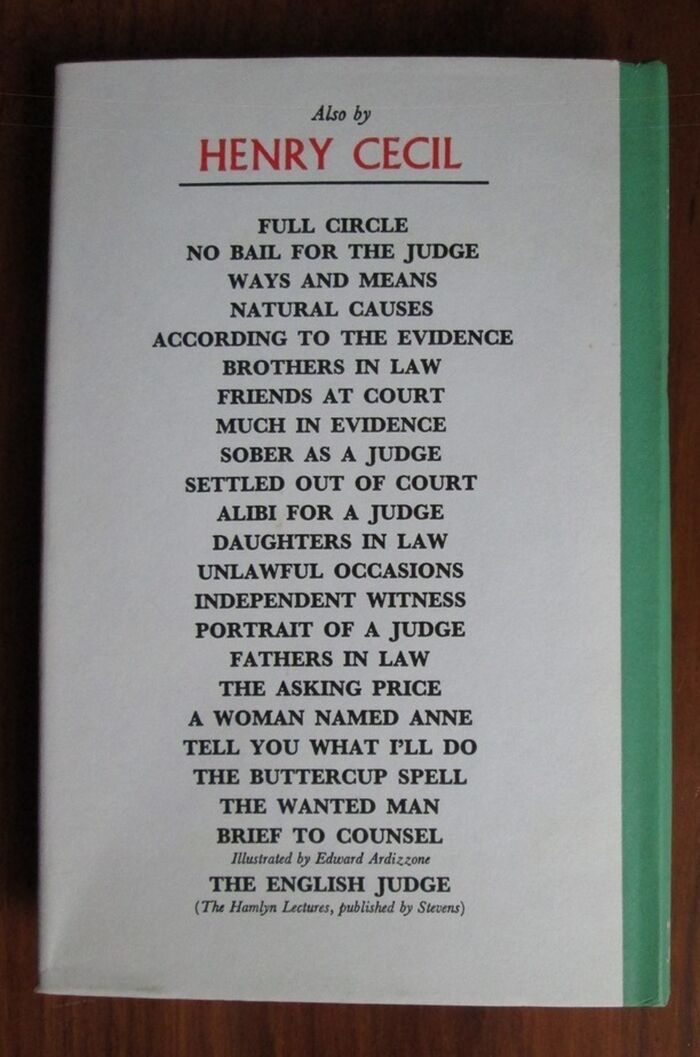 Also by
HENRY CECIL
FULL CIRCLE
NO BAIL FOR THE JUDGE
WAYS AND MEANS
NATURAL CAUSES
ACCORDING TO THE EVIDENCE
BROTHERS IN LAW
FRIENDS AT COURT
MUCH IN EVIDENCE
SOBER AS A JUDGE
SETTLED OUT OF COURT
ALIBI FOR A JUDGE
DAUGHTERS IN LAW
UNLAWFUL OCCASIONS
INDEPENDENT WITNESS
PORTRAIT OF A JUDGE
FATHERS IN LAW
THE ASKING PRICE
A WOMAN NAMED ANNE
TELL YOU WHAT I'LL DO
THE BUTTERCUP SPELL
THE WANTED MAN
BRIEF TO COUNSEL
Illustrated by Edward Ardizzone
THE ENGLISH JUDGE
(The Hamlyn Lectures, published by Stevens)